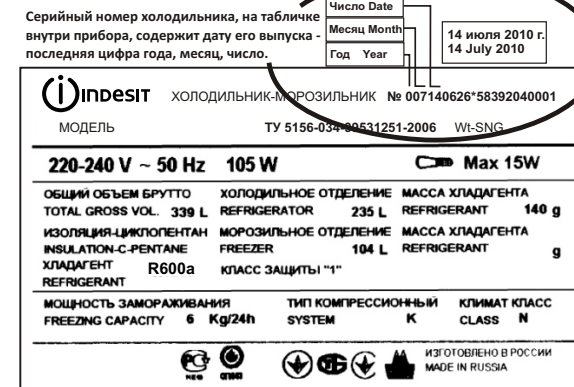 Серийный номер холодильника, на табличке
внутри прибора, содержит дату его выпуска -
последняя цифра года, месяц, число.
Число Date
Месяц Month
Год Year
14 июля 2010 г.
14 July 2010
indesit ХОЛОДИЛЬНИК-МОРОЗИЛЬНИК № 007140626*58392040001
МОДЕЛЬ ТУ 5156-034-69531251-2006 Wt-SNG
220-240 V ~ 50 Hz 105 W Max 15W
ОБЩИЙ ОБЪЕМ БРУТТО ХОЛОДИЛЬНОЕ ОТДЕЛЕНИЕ МАССА ХЛАДАГЕНТА
TOTAL GROSS VOL. 339 L REFRIGERATOR 235 L REFRIGERANT 140 g
ИЗОЛЯЦИЯ-ЦИКЛОПЕНТАН МОРОЗИЛЬНОЕ ОТДЕЛЕНИЕ МАССА ХЛАДАГЕНТА
INSULATION-C-PENTANE FREEZER 104 L REFRIGERANT g
ХЛАДАГЕНТ R600a КЛАСС ЗАЩИТЫ "1"
REFRIGERANT
МОЩНОСТЬ ЗАМОРАЖИВАНИЯ ТИП КОМПРЕССИОННЫЙ КЛИМАТ КЛАСС
FREEZING CAPACITY 6 Kg/24h SYSTEM K CLASS N
ИЗГОТОВЛЕНО В РОССИИ
MADE IN RUSSIA